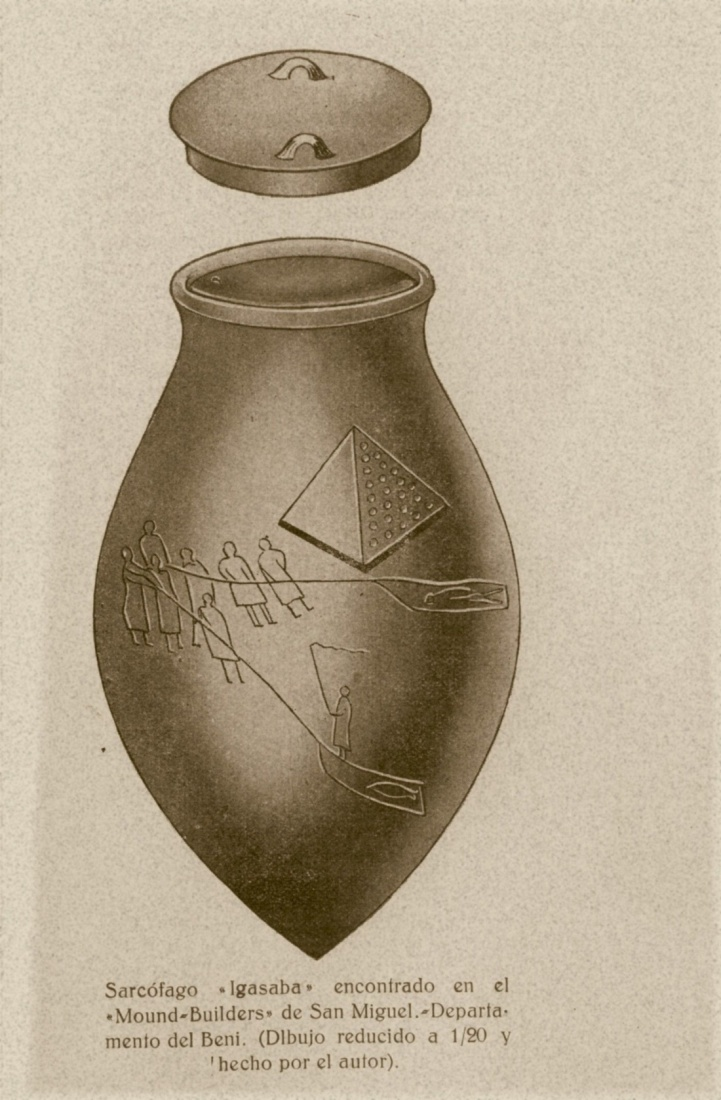 Sarcófago «Igasaba» encontrado en el
«Mound-Builders» de San Miguel.-Departa-
mento del Beni. (DIbujo reducido a 1/20 y
hecho por el autor).